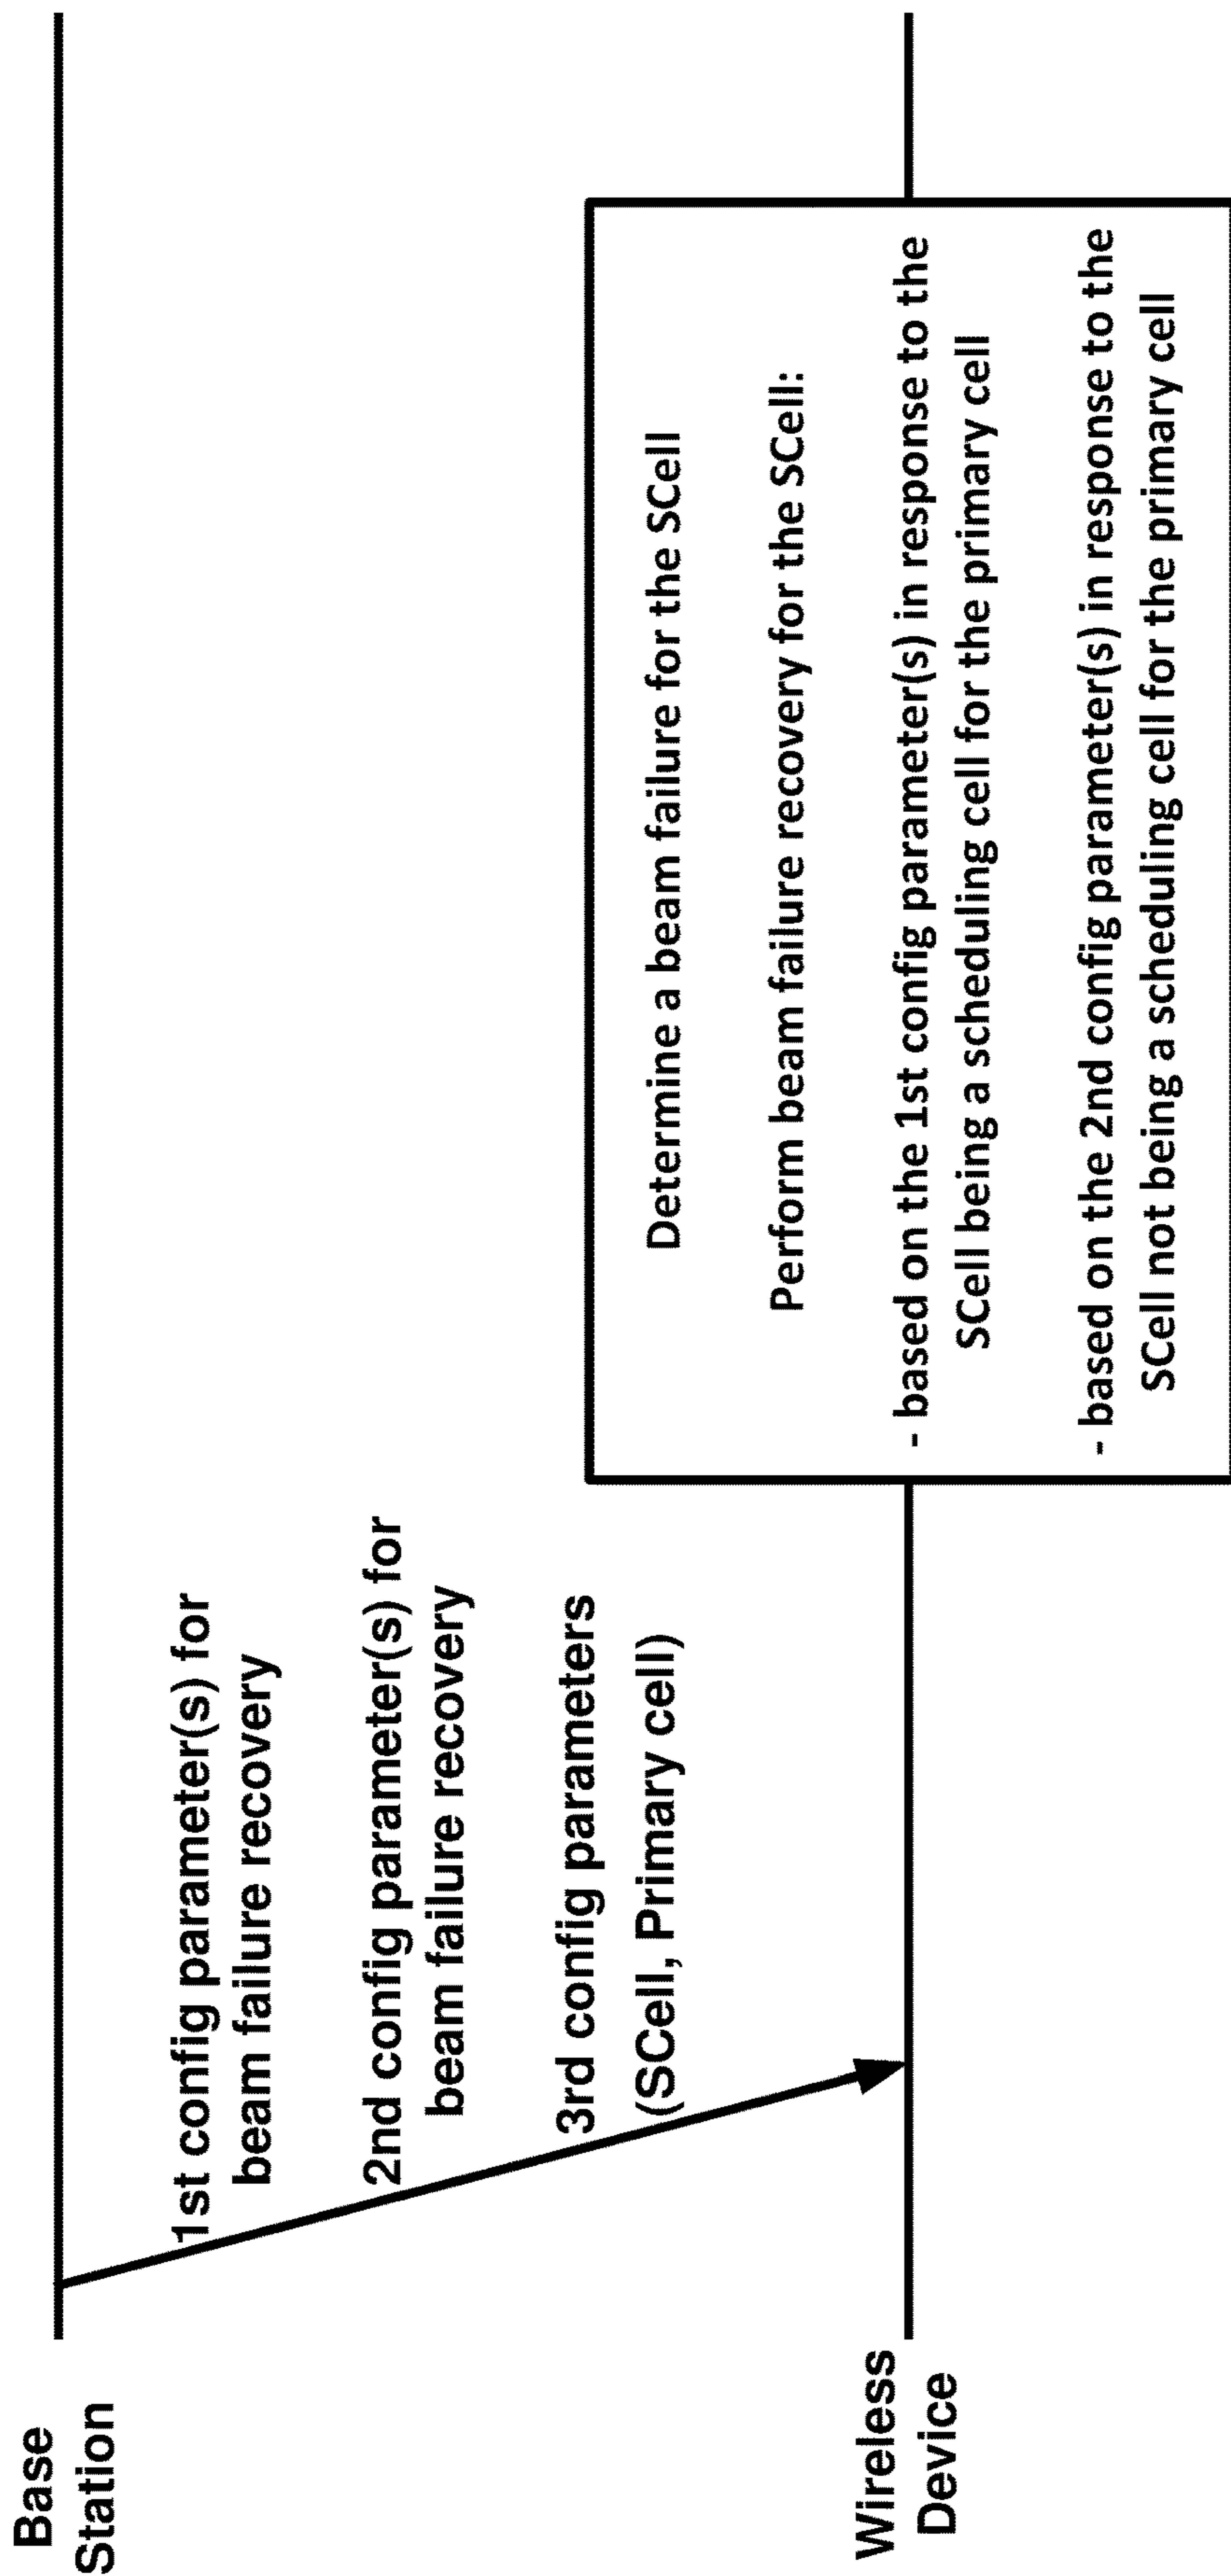 Base
Station
1st config parameter(s) for
beam failure recovery
2nd config parameter(s) for
beam failure recovery
3rd config parameters
(SCell, Primary cell)
Wireless
Device
Determine a beam failure for the SCell
Perform beam failure recovery for the SCell:
- based on the 1st config parameter(s) in response to the
SCell being a scheduling cell for the primary cell
- based on the 2nd config parameter(s) in response to the
SCell not being a scheduling cell for the primary cell